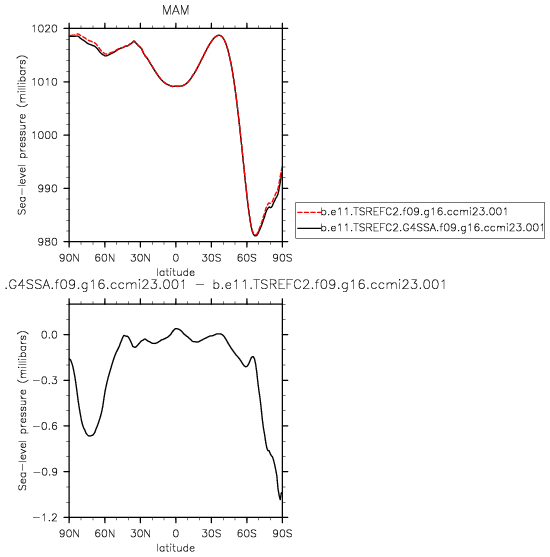 MAM
1020
1010
1000
990
980
Sea-level pressure (millibars)
90N 60N 30N 0 30S 60S 90S
latitude
b.e11.TSREFC2.f09.g16.ccmi23.001
b.e11.TSREFC2.G4SSA.f09.g16.ccmi23.001
.G4SSA.f09.g16.ccmi23.001 - b.e11.TSREFC2.f09.g16.ccmi23.001
0.0
-0.3
-0.6
-0.9
-1.2
Sea-level pressure (millibars)
90N 60N 30N 0 30S 60S 90S
latitude